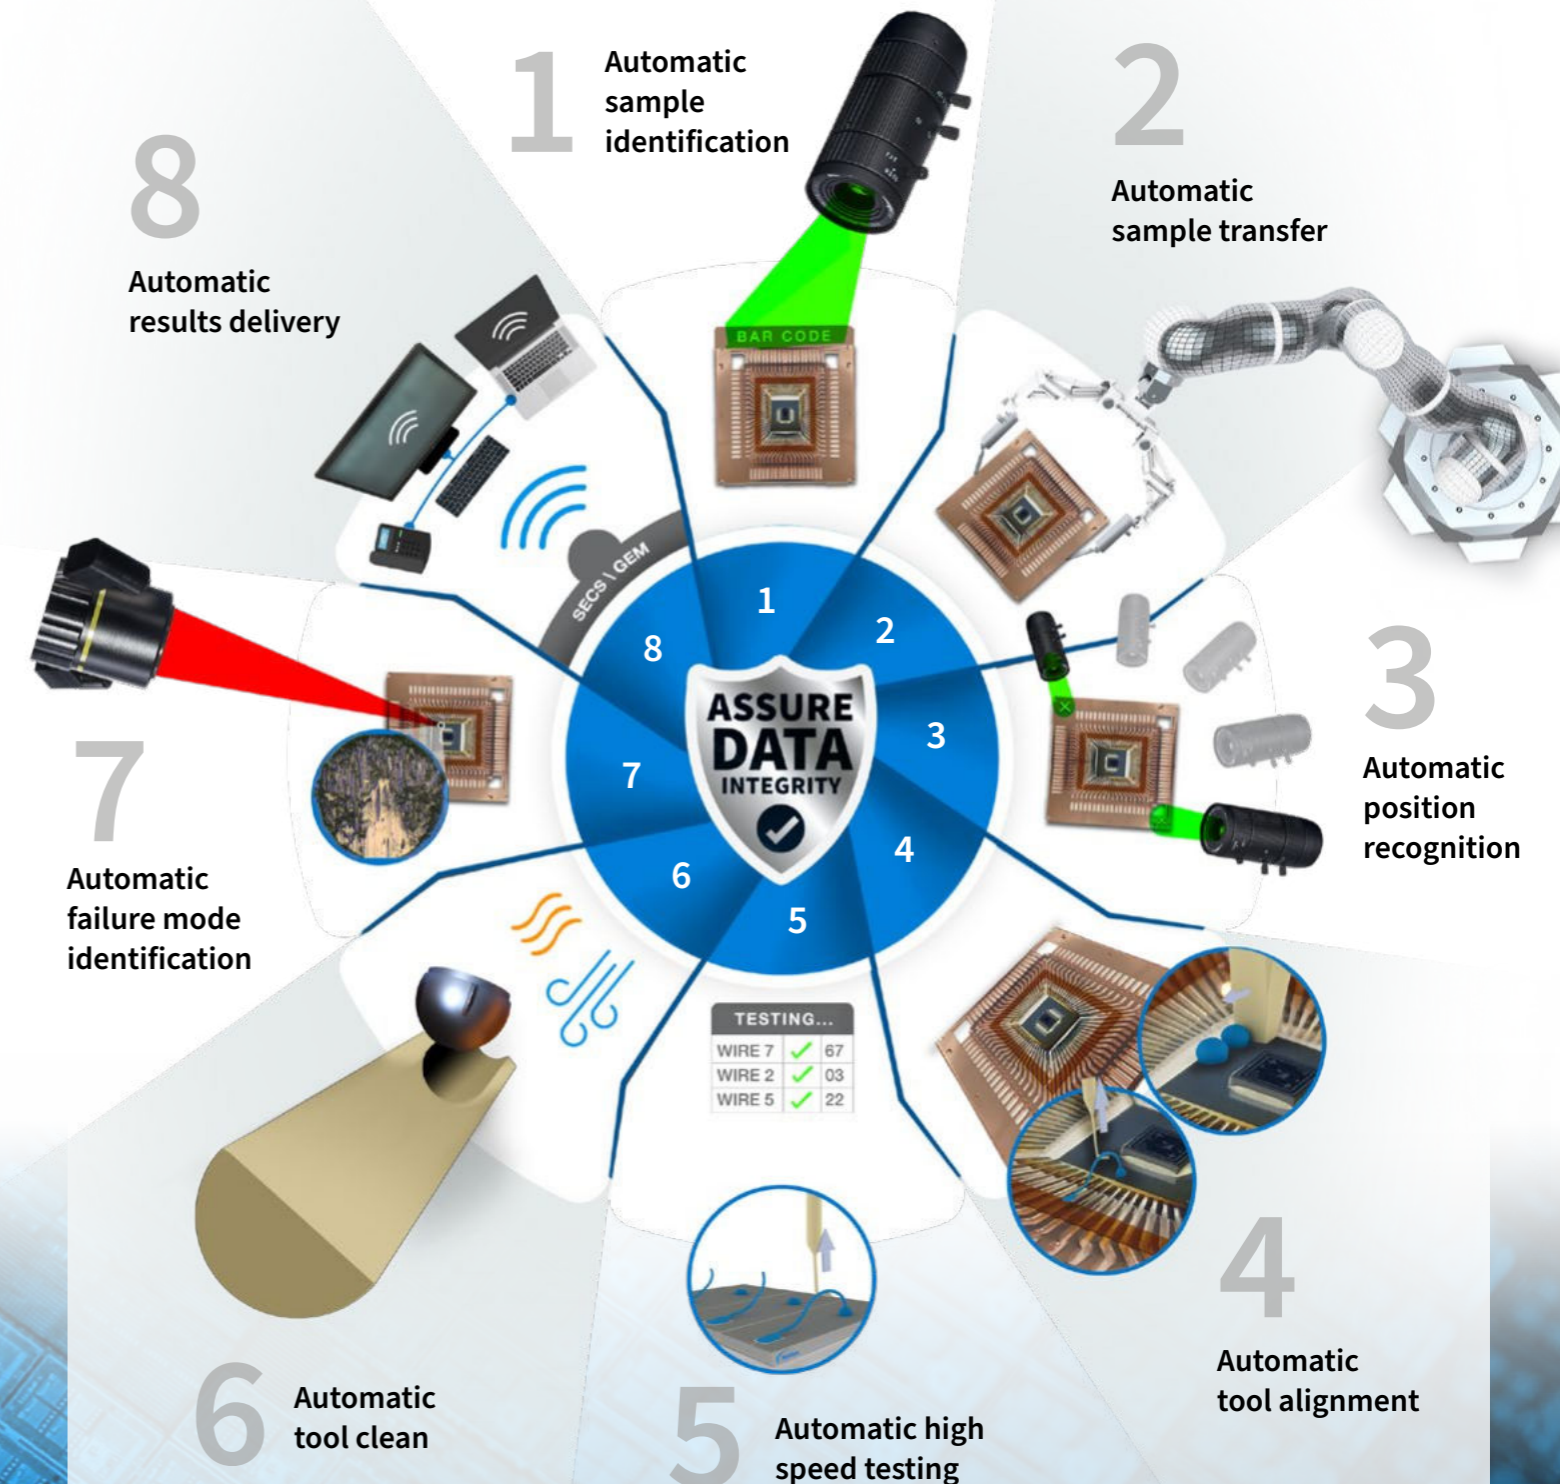 1
Automatic
sample
identification
2
Automatic
sample transfer
8
Automatic
results delivery
BAR CODE
SECS \ GEM
1
2
3
4
5
6
7
8
ASSURE
DATA
INTEGRITY
3
Automatic
position
recognition
7
Automatic
failure mode
identification
TESTING...
WIRE 7 67
WIRE 2 03
WIRE 5 22
4
Automatic
tool alignment
6
Automatic
tool clean
5
Automatic high
speed testing